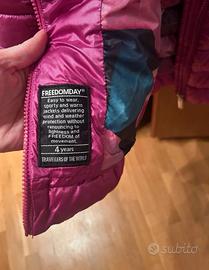 FREEDOMDAY®
Easy to wear,
sporty and warm
jackets delivering
wind and weather
protection without
renouncing to
lightness and
FREEDOM of
movement.
4 years
TRAVELLERS OF THE WORLD
subito